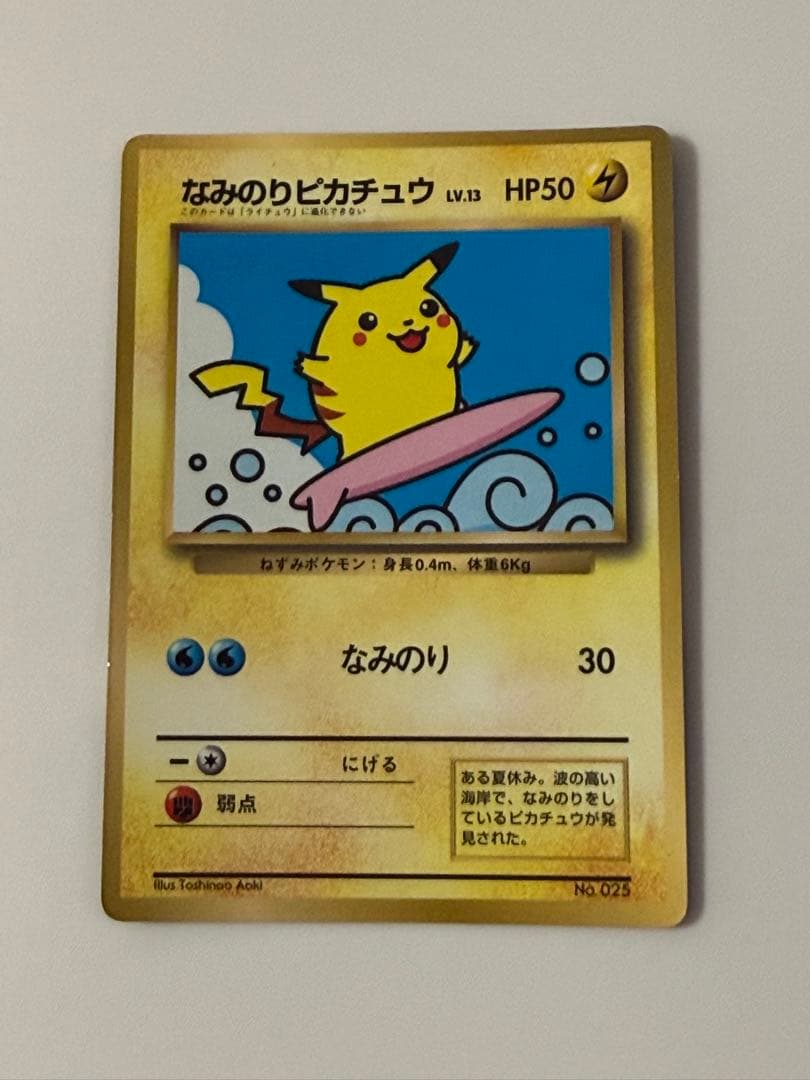 なみのりピカチュウ LV.13 HP50
このカードは「ライチュウ」に進化できない
ねずみポケモン：身長0.4m、体重6Kg
なみのり 30
にげる
弱点
ある夏休み。波の高い
海岸で、なみのりをし
ているピカチュウが発
見された。
Illus.Toshinao Aoki No.025